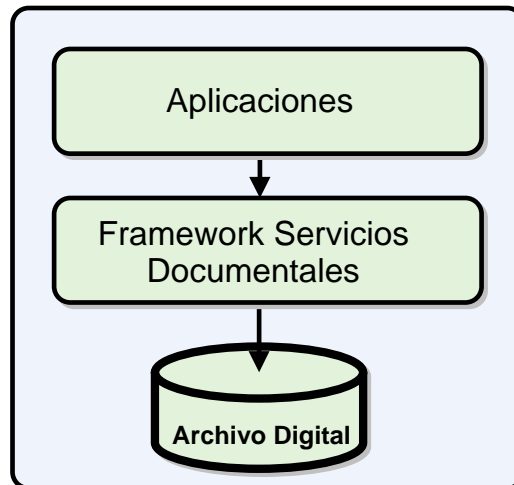 Aplicaciones
Framework Servicios
Documentales
Archivo Digital